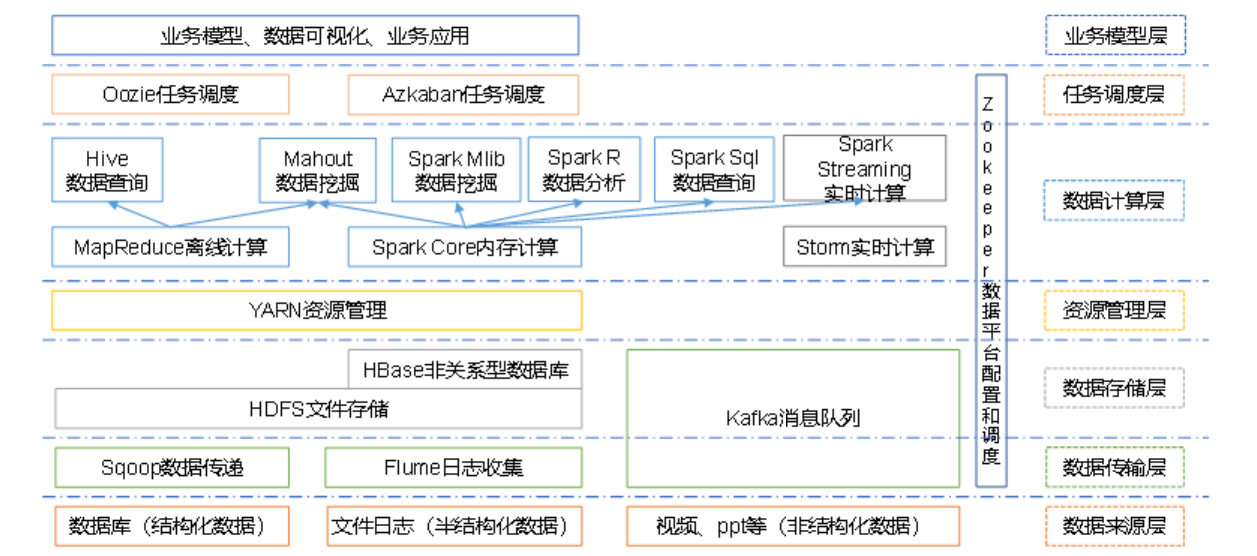 业务模型、数据可视化、业务应用
业务模型层
Oozie任务调度
Azkaban任务调度
任务调度层
Hive
数据查询
Mahout
数据挖掘
Spark Mlib
数据挖掘
Spark R
数据分析
Spark Sql
数据查询
Spark
Streaming
实时计算
数据计算层
MapReduce离线计算
Spark Core内存计算
Storm实时计算
Zookeeper数据平台配置和调度
YARN资源管理
资源管理层
HBase非关系型数据库
HDFS文件存储
Kafka消息队列
数据存储层
Sqoop数据传递
Flume日志收集
数据传输层
数据库（结构化数据）
文件日志（半结构化数据）
视频、ppt等（非结构化数据）
数据来源层